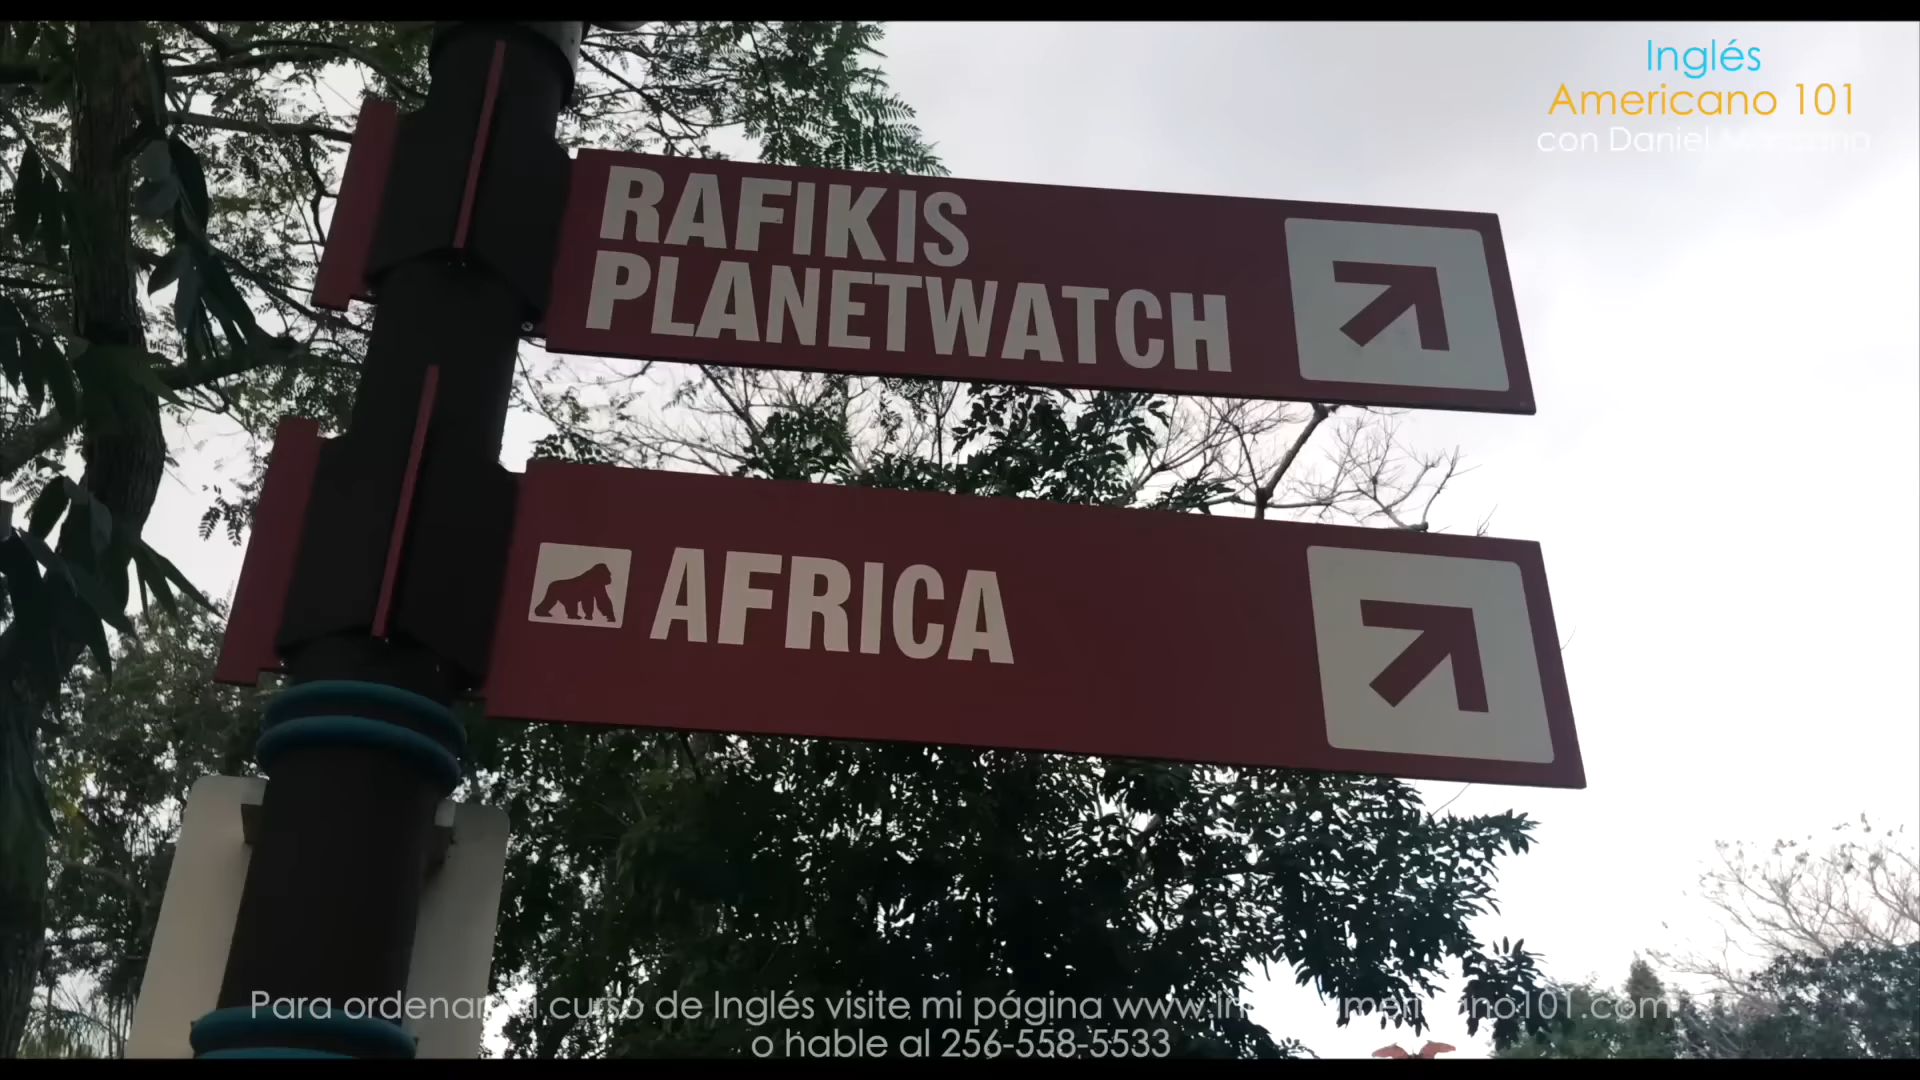 Inglés
Americano 101
con Daniel
RAFIKIS
PLANETWATCH
AFRICA
Para ordenar curso de Inglés visite mi página
o hable al 256-558-5533